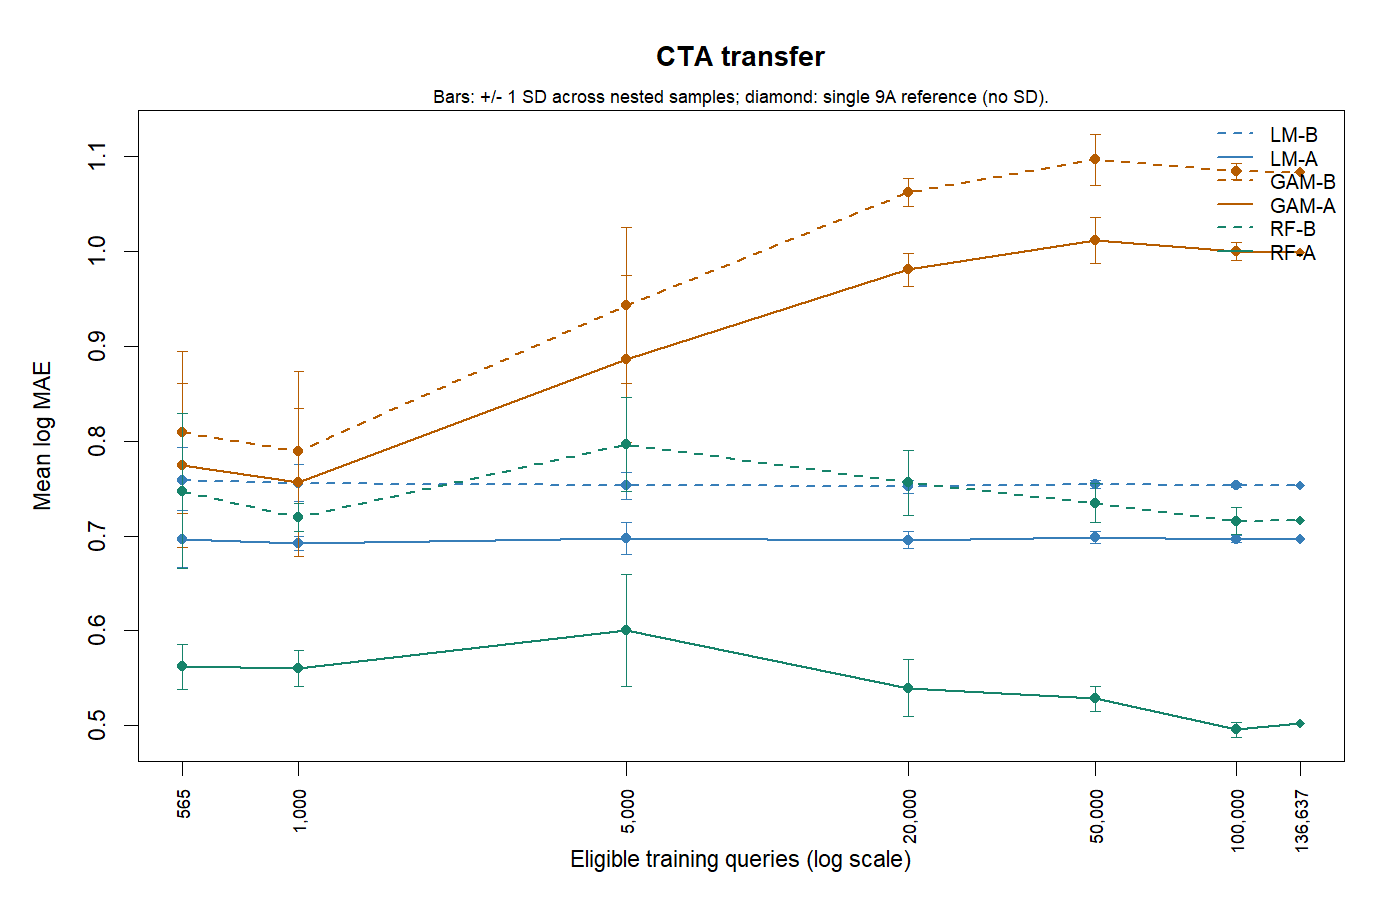 CTA transfer
Bars: +/- 1 SD across nested samples; diamond: single 9A reference (no SD).
LM-B
LM-A
GAM-B
GAM-A
RF-B
RF-A
Mean log MAE
1.1
1.0
0.9
0.8
0.7
0.6
0.5
565
1,000
5,000
20,000
50,000
100,000
136,637
Eligible training queries (log scale)